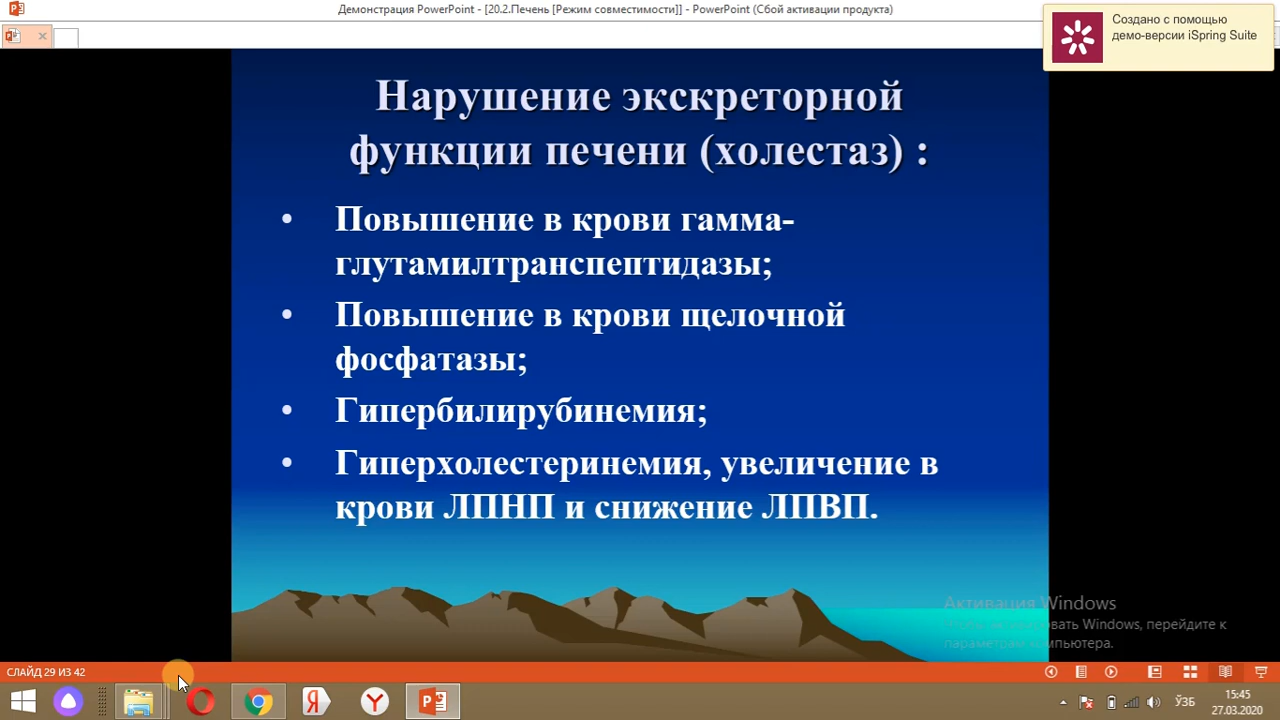 Демонстрация PowerPoint - [20.2.Печень [Режим совместимости]] - PowerPoint (Сбой активации продукта)
Создано с помощью
демо-версии iSpring Suite
Нарушение экскреторной
функции печени (холестаз) :
• Повышение в крови гамма-
глутамилтранспептидазы;
• Повышение в крови щелочной
фосфатазы;
• Гипербилирубинемия;
• Гиперхолестеринемия, увеличение в
крови ЛПНП и снижение ЛПВП.
Активация Windows
Чтобы активировать Windows, перейдите к
параметрам компьютера.
СЛАЙД 29 ИЗ 42
ЎЗБ
15:45
27.03.2020